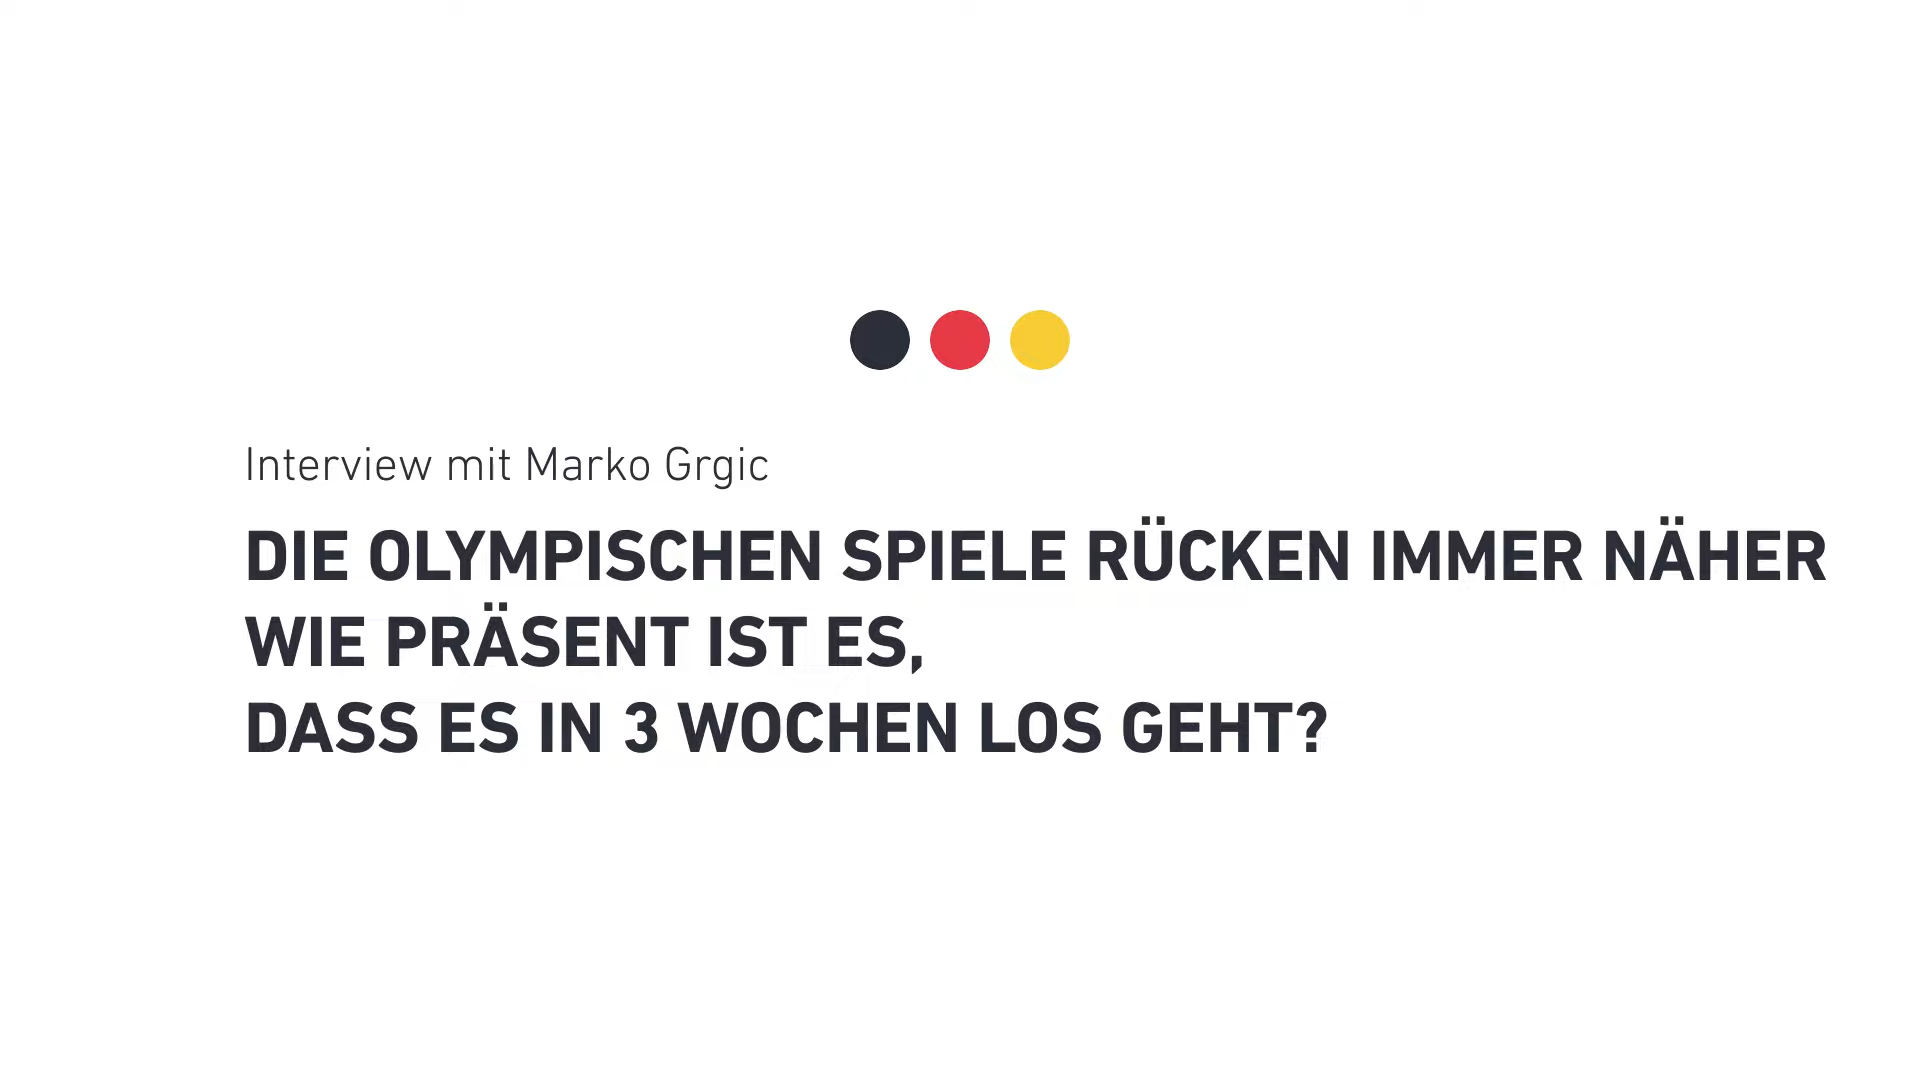 Interview mit Marko Grgic
DIE OLYMPISCHEN SPIELE RÜCKEN IMMER NÄHER
WIE PRÄSENT IST ES,
DASS ES IN 3 WOCHEN LOS GEHT?